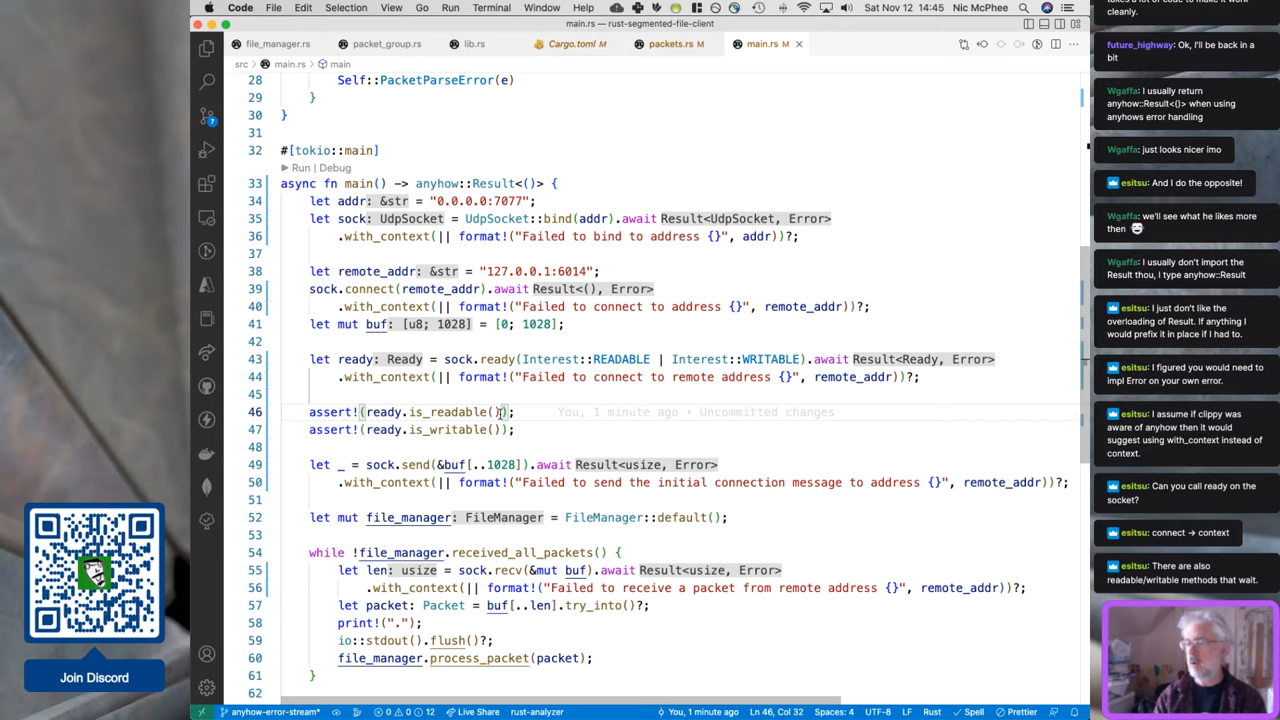 Code File Edit Selection View Go Run Terminal Window Help
Sat Nov 12 14:45 Nic McPhee
main.rs — rust-segmented-file-client
file_manager.rs packet_group.rs lib.rs Cargo.toml M packets.rs M main.rs M
src > main.rs > main
28 Self::PacketParseError(e)
29 }
30 }
31
32 #[tokio::main]
Run | Debug
33 async fn main() -> anyhow::Result<()> {
34 let addr: &str = "0.0.0.0:7077";
35 let sock: UdpSocket = UdpSocket::bind(addr).await Result<UdpSocket, Error>
36 .with_context(|| format!("Failed to bind to address {}", addr))?;
37
38 let remote_addr: &str = "127.0.0.1:6014";
39 sock.connect(remote_addr).await Result<(), Error>
40 .with_context(|| format!("Failed to connect to address {}", remote_addr))?;
41 let mut buf: [u8; 1028] = [0; 1028];
42
43 let ready: Ready = sock.ready(Interest::READABLE | Interest::WRITABLE).await Result<Ready, Error>
44 .with_context(|| format!("Failed to connect to remote address {}", remote_addr))?;
45
46 assert!(ready.is_readable()); You, 1 minute ago • Uncommitted changes
47 assert!(ready.is_writable());
48
49 let _ = sock.send(&buf[..1028]).await Result<usize, Error>
50 .with_context(|| format!("Failed to send the initial connection message to address {}", remote_addr))?;
51
52 let mut file_manager: FileManager = FileManager::default();
53
54 while !file_manager.received_all_packets() {
55 let len: usize = sock.recv(&mut buf).await Result<usize, Error>
56 .with_context(|| format!("Failed to receive a packet from remote address {}", remote_addr))?;
57 let packet: Packet = buf[..len].try_into()?;
58 print!(".");
59 io::stdout().flush()?;
60 file_manager.process_packet(packet);
61 }
62
7
anyhow-error-stream* 0 0 12 Live Share rust-analyzer You, 1 minute ago Ln 46, Col 32 Spaces: 4 UTF-8 LF Rust Spell Prettier
Join Discord
takes a lot of code to make it work
cleanly.
future_highway: Ok, I'll be back in a
bit
Wgaffa: I usually return
anyhow::Result<()> when using
anyhows error handling
Wgaffa: just looks nicer imo
esitsu: And I do the opposite!
Wgaffa: we'll see what he likes more
then
Wgaffa: I usually don't import the
Result thou, I type anyhow::Result
esitsu: I just don't like the
overloading of Result. If anything I
would prefix it in place if I had to.
esitsu: I figured you would need to
impl Error on your own error.
esitsu: I assume if clippy
was aware of anyhow then it would
suggest using with_context instead of
context.
esitsu: Can you call ready on the
socket?
esitsu: connect → context
esitsu: There are also
readable/writable methods that wait.